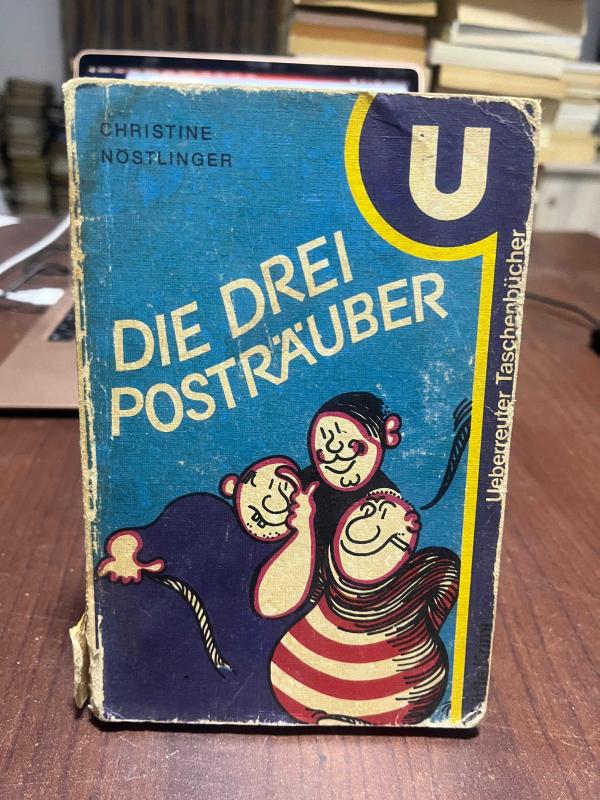 CHRISTINE
NÖSTLINGER
U
DIE DREI
POSTRÄUBER
Ueberreuter Taschenbücher